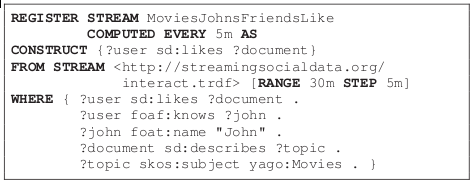 REGISTER STREAM MoviesJohnsFriendsLike
COMPUTED EVERY 5m AS
CONSTRUCT {?user sd:likes ?document}
FROM STREAM <http://streamingsocialdata.org/
interact.trdf> [RANGE 30m STEP 5m]
WHERE { ?user sd:likes ?document .
?user foaf:knows ?john .
?john foat:name "John" .
?document sd:describes ?topic .
?topic skos:subject yago:Movies . }